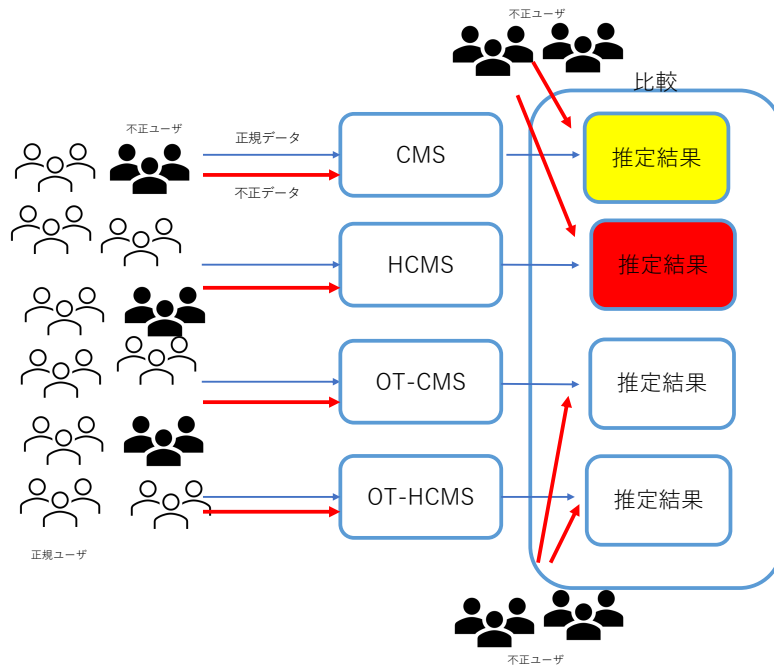 不正ユーザ
比較
不正ユーザ
正規データ
CMS
推定結果
不正データ
HCMS
推定結果
OT-CMS
推定結果
OT-HCMS
推定結果
正規ユーザ
不正ユーザ